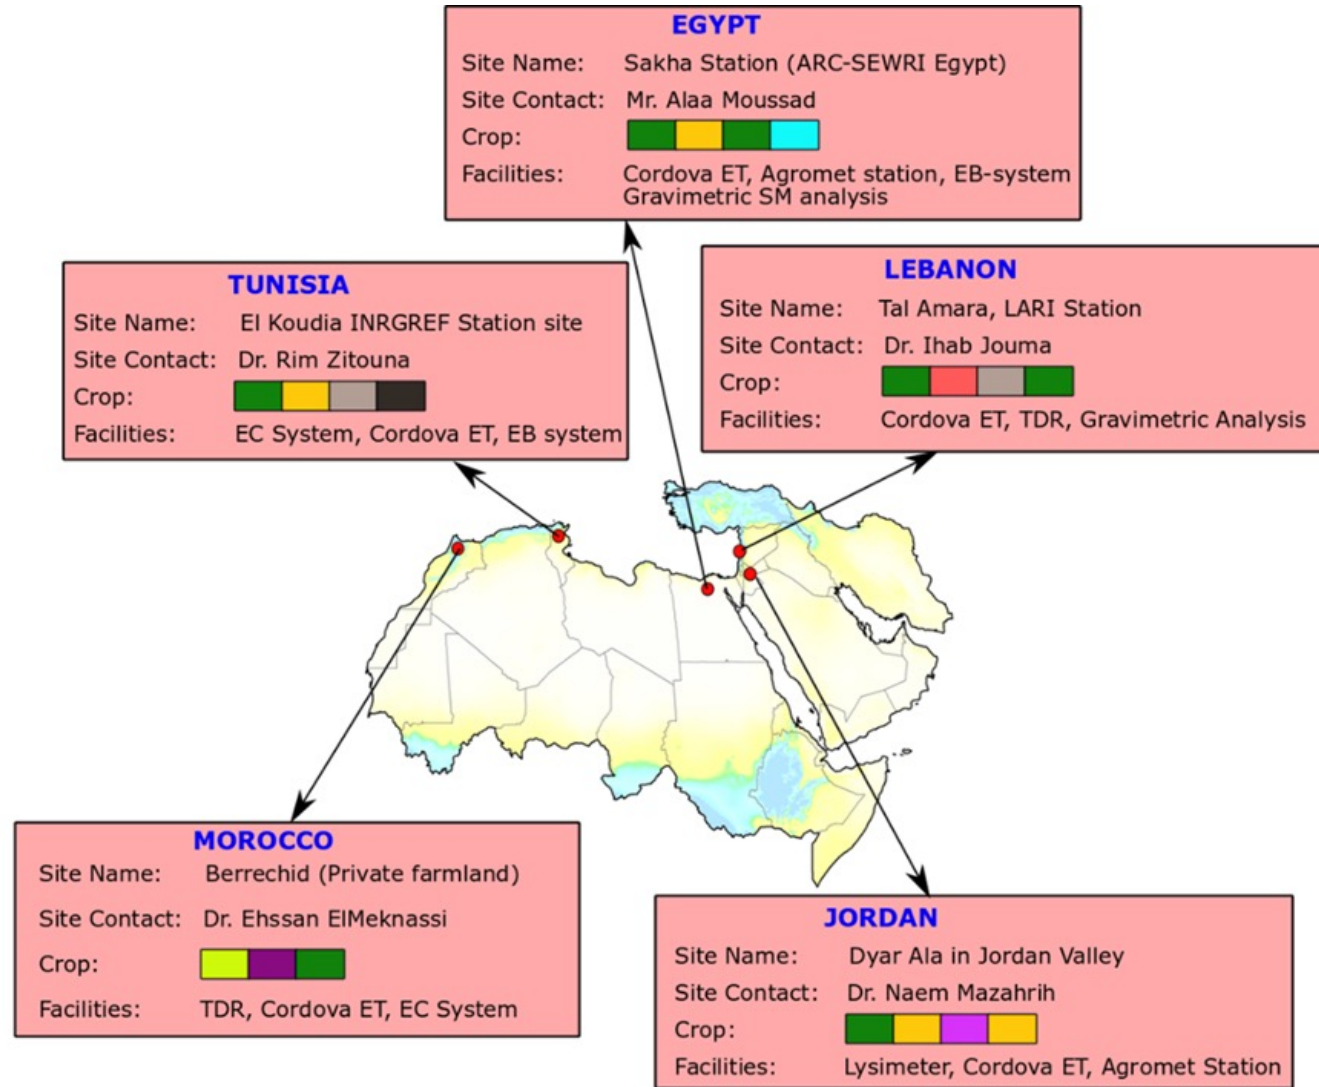 EGYPT
Site Name: Sakha Station (ARC-SEWRI Egypt)
Site Contact: Mr. Alaa Moussad
Crop:
Facilities: Cordova ET, Agromet station, EB-system
Gravimetric SM analysis
TUNISIA
Site Name: El Koudia INRGREF Station site
Site Contact: Dr. Rim Zitouna
Crop:
Facilities: EC System, Cordova ET, EB system
LEBANON
Site Name: Tal Amara, LARI Station
Site Contact: Dr. Ihab Jouma
Crop:
Facilities: Cordova ET, TDR, Gravimetric Analysis
MOROCCO
Site Name: Berrechid (Private farmland)
Site Contact: Dr. Ehssan ElMeknassi
Crop:
Facilities: TDR, Cordova ET, EC System
JORDAN
Site Name: Dyar Ala in Jordan Valley
Site Contact: Dr. Naem Mazahrih
Crop:
Facilities: Lysimeter, Cordova ET, Agromet Station